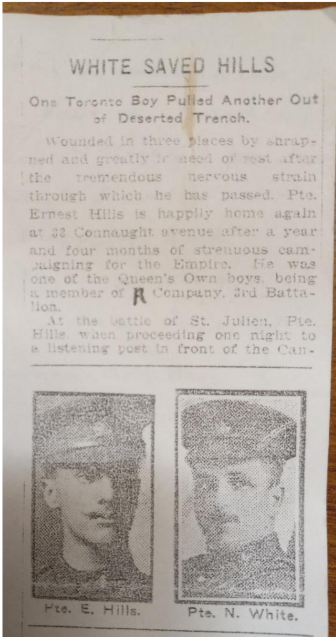 WHITE SAVED HILLS
One Toronto Boy Pulled Another Out
of Deserted Trench.
Wounded in three places by shrap-
nel and greatly in need of rest after
the tremendous nervous strain
through which he has passed, Pte.
Ernest Hills is happily home again
at 32 Connaught avenue after a year
and four months of strenuous cam-
paigning for the Empire. He was
one of the Queen's Own boys, being
a member of A Company, 3rd Batta-
lion.
At the battle of St. Julien, Pte.
Hills, when proceeding one night to
a listening post in front of the Can-
Pte. E. Hills.
Pte. N. White.